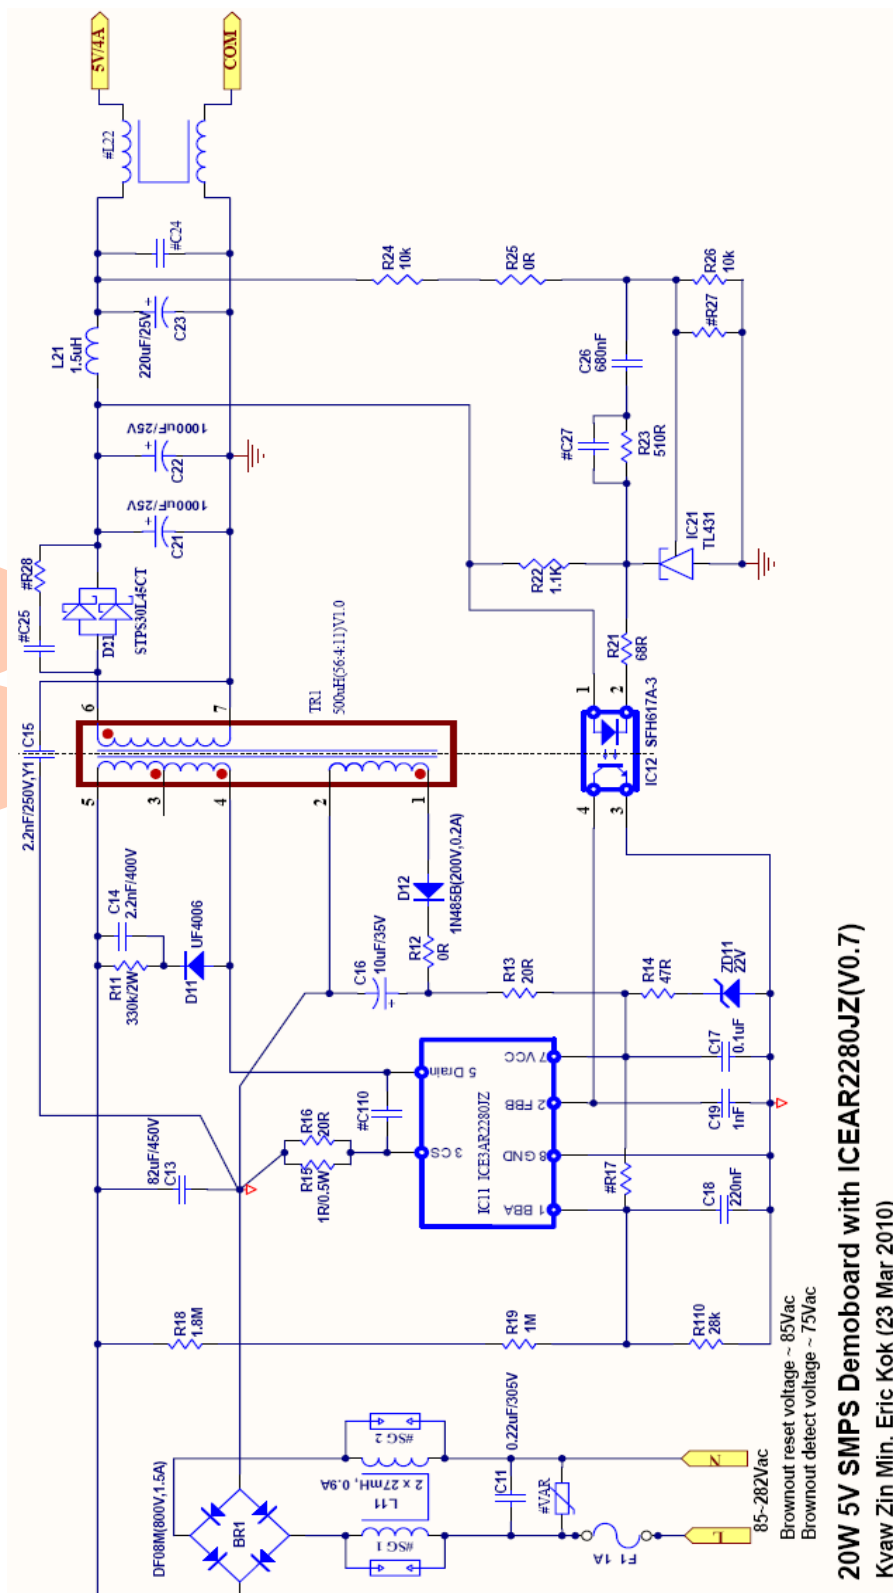 5V/4A
COM
#L22
#C24
R24
10k
R25
0R
R26
10k
#R27
220uF/25V
C23
L21
1.5uH
C26
680nF
#C27
R23
510R
1000uF/25V
C22
1000uF/25V
C21
IC21
TL431
R22
1.1K
#R28
#C25
D21
STPS30L45CT
R21
68R
TR1
500uH(56:4:11)V1.0
6
7
1
2
IC12 SFH617A-3
C15
2.2nF/250V,Y1
5
3
4
2
1
4
3
C14
2.2nF/400V
R11
330k/2W
D11
UF4006
D12
1N485B(200V,0.2A)
R12
0R
C16
10uF/35V
R13
20R
R14
47R
ZD11
22V
C17
0.1uF
C19
1nF
C18
220nF
#R17
#C110
R16
20R
R15
1R/0.5W
5 Drain
3 CS
IC11 ICE3AR2280JZ
7 VCC
2 FBB
8 GND
1 BBA
82uF/450V
C13
R18
1.8M
R19
1M
R110
28k
DF08M(800V,1.5A)
BR1
#SG 2
2 x 27mH, 0.9A
L11
#SG 1
0.22uF/305V
C11
#VAR
F1 1A
N
L
85~282Vac
Brownout reset voltage ~ 85Vac
Brownout detect voltage ~ 75Vac
20W 5V SMPS Demoboard with ICEAR2280JZ(V0.7)
Kyaw Zin Min, Eric Kok (23 Mar 2010)